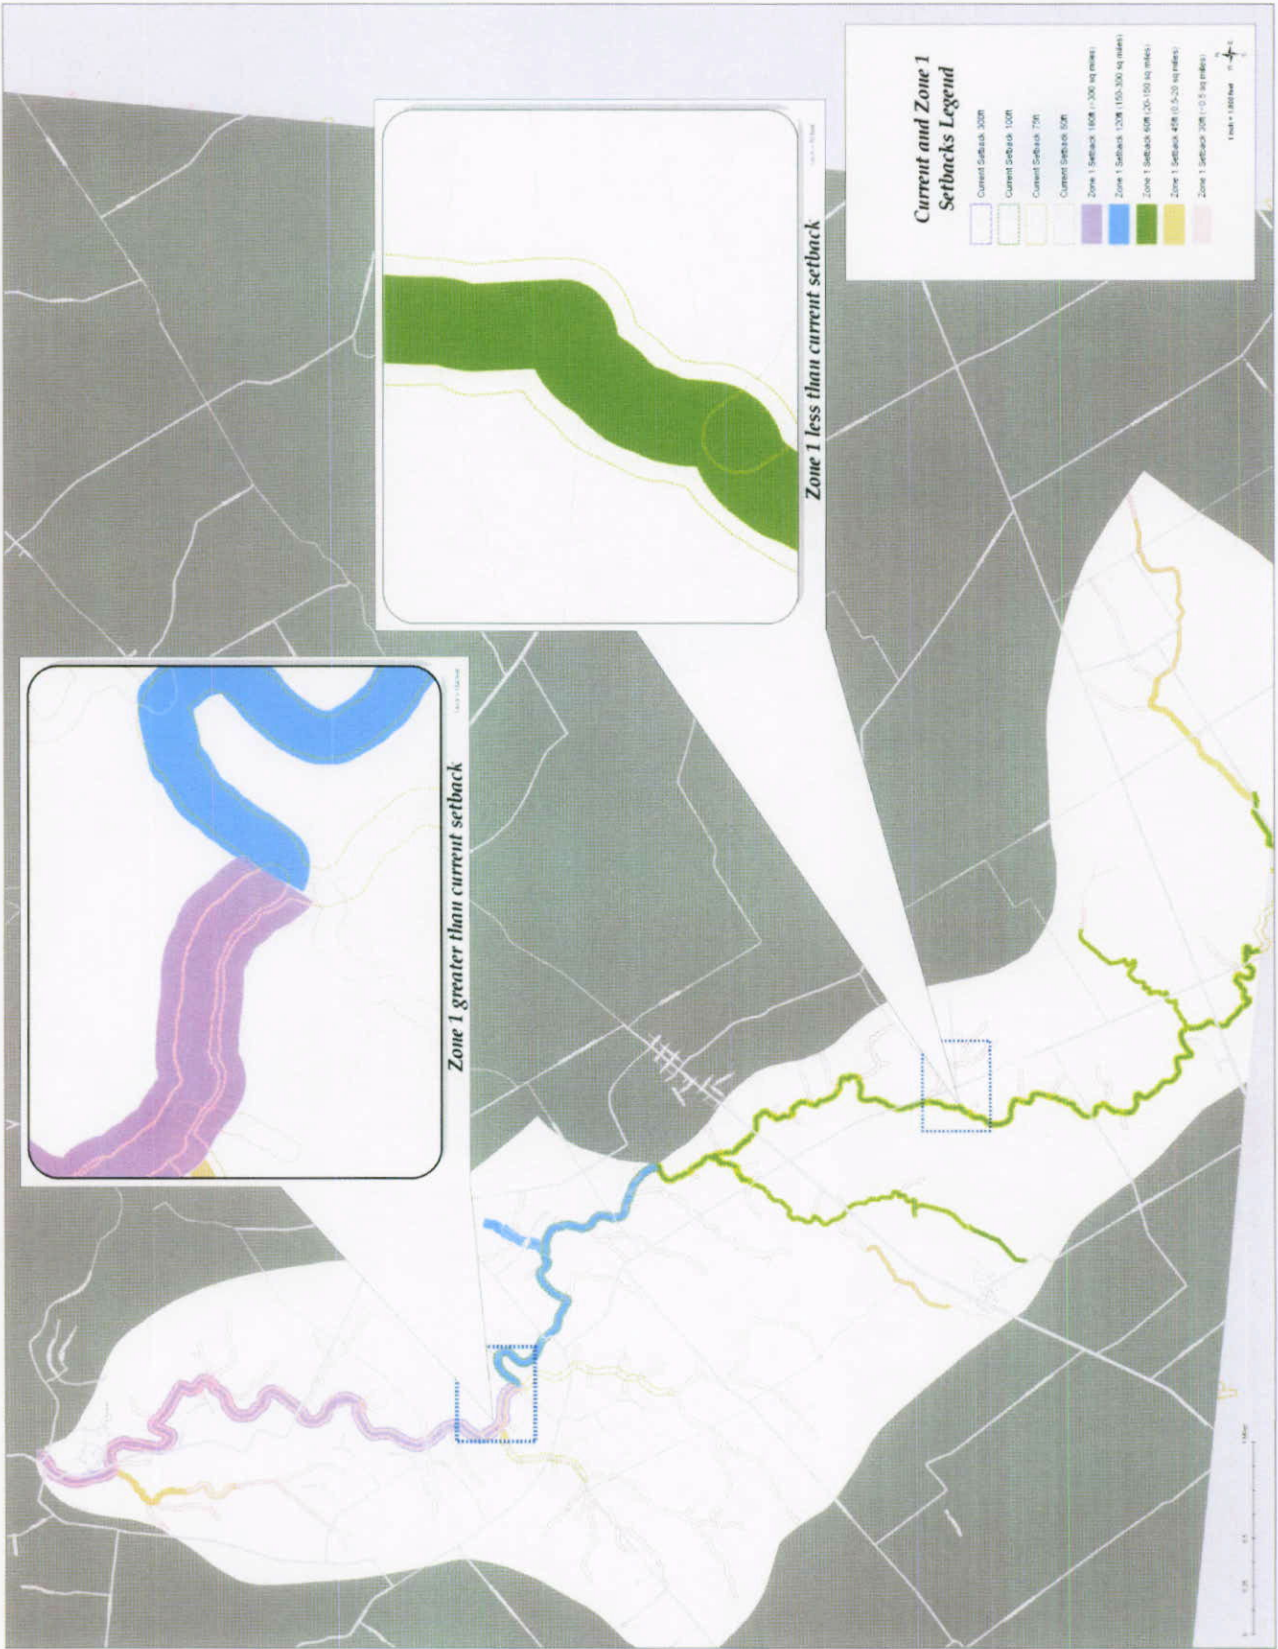 Current and Zone 1
Setbacks Legend
Current Setback 300ft
Current Setback 100ft
Current Setback 75ft
Current Setback 50ft
Zone 1 Setback 180ft (>300 sq miles)
Zone 1 Setback 120ft (150-300 sq miles)
Zone 1 Setback 60ft (20-150 sq miles)
Zone 1 Setback 45ft (0.5-20 sq miles)
Zone 1 Setback 30ft (<0.5 sq miles)
Zone 1 less than current setback
Zone 1 greater than current setback